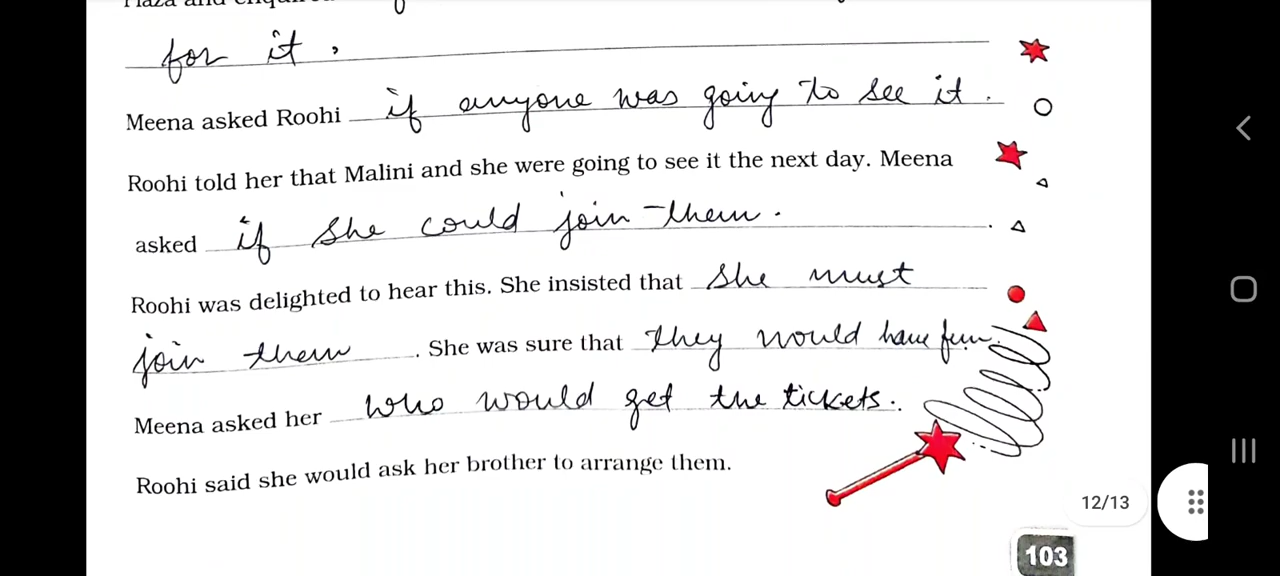 for it.
Meena asked Roohi if anyone was going to see it.
Roohi told her that Malini and she were going to see it the next day. Meena
asked if she could join them.
Roohi was delighted to hear this. She insisted that she must
join them. She was sure that they would have fun.
Meena asked her who would get the tickets.
Roohi said she would ask her brother to arrange them.
12/13
103